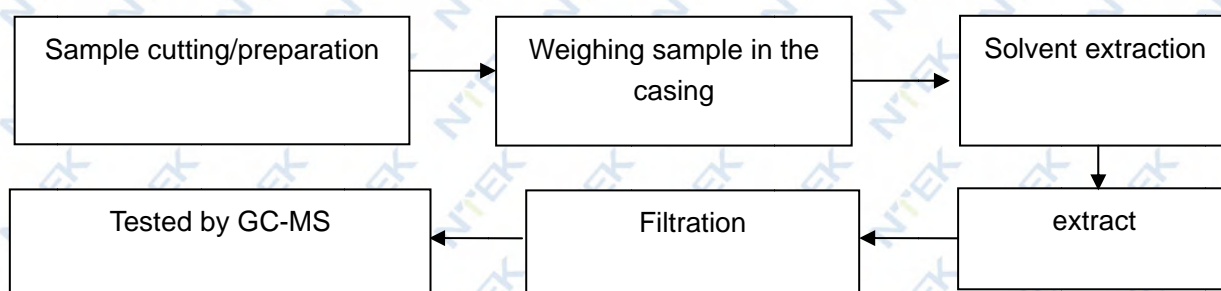 Sample cutting/preparation
Weighing sample in the
casing
Solvent extraction
extract
Filtration
Tested by GC-MS